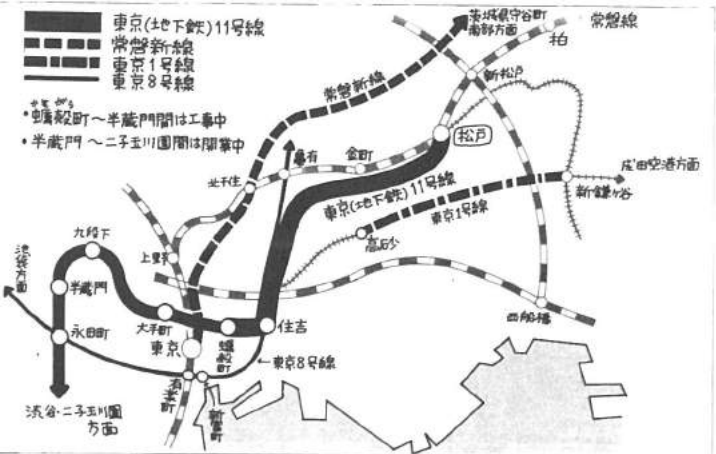 東京(地下鉄)11号線
常磐新線
東京1号線
東京8号線
かきがら
・蠣殻町～半蔵門間は工事中
・半蔵門～二子玉川園間は開業中
茨城県守谷町
南部方面
常磐線
柏
新松戸
常磐新線
松戸
亀有
金町
北千住
東京(地下鉄)11号線
東京1号線
成田空港方面
新鎌ヶ谷
高砂
上野
九段下
池袋方面
半蔵門
永田町
大手町
東京
蠣殻町
住吉
西船橋
←東京8号線
有楽町
新富町
渋谷・二子玉川園
方面